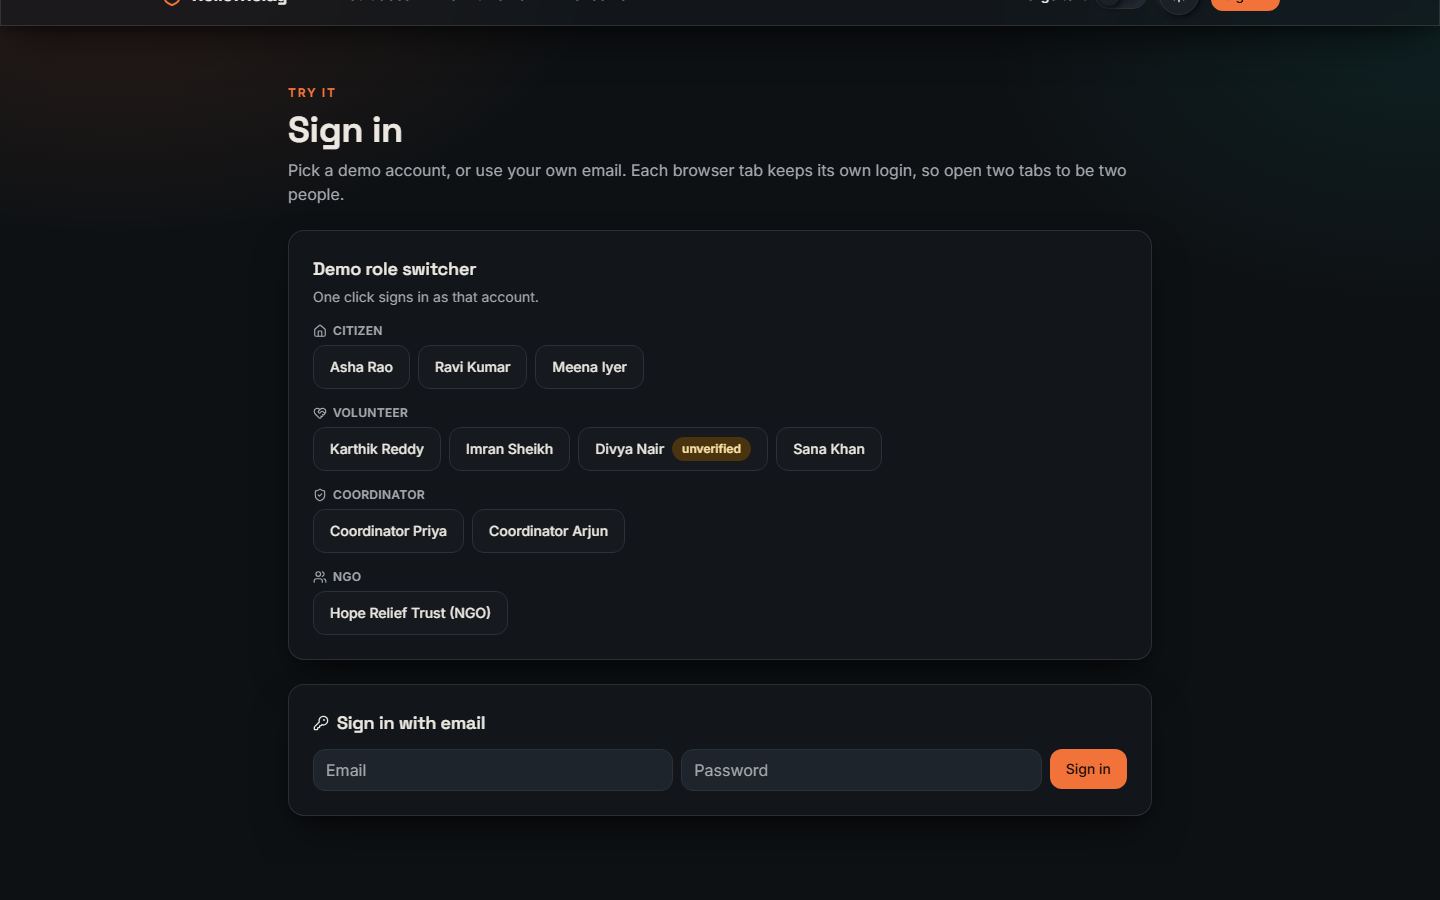 TRY IT
Sign in
Pick a demo account, or use your own email. Each browser tab keeps its own login, so open two tabs to be two
people.
Demo role switcher
One click signs in as that account.
CITIZEN
Asha Rao
Ravi Kumar
Meena Iyer
VOLUNTEER
Karthik Reddy
Imran Sheikh
Divya Nair unverified
Sana Khan
COORDINATOR
Coordinator Priya
Coordinator Arjun
NGO
Hope Relief Trust (NGO)
Sign in with email
Email
Password
Sign in